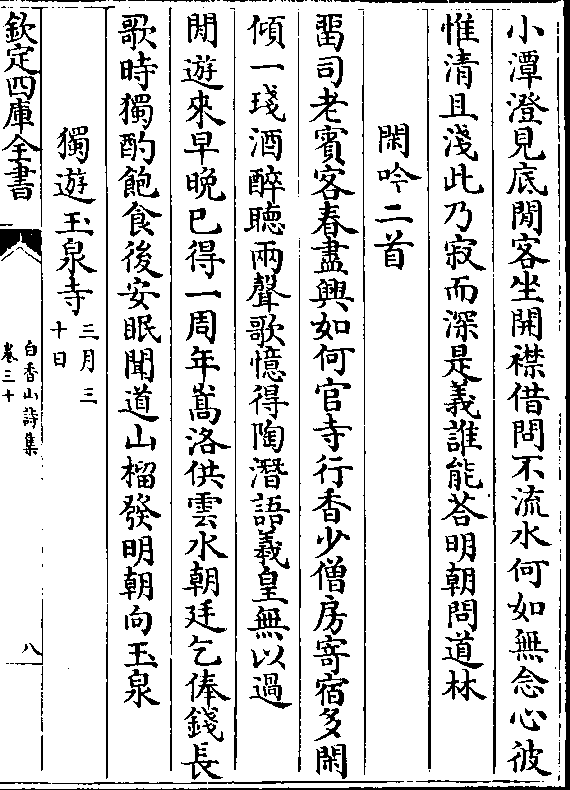 小潭澄見底閒客坐開襟借問不流水何如無念心彼
惟清且淺此乃寂而深是義誰能荅明朝問道林
閑吟二首
畱司老賓客春盡興如何官寺行香少僧房寄宿多閑
傾一琖酒醉聽兩聲歌憶得陶潛語羲皇無以過
閒遊來早晚已得一周年嵩洛供雲水朝廷乞俸錢長
歌時獨酌飽食後安眠聞道山榴發明朝向玉泉
獨遊玉泉寺三月三
十日
欽定四庫全書
白香山詩集
卷三十
八